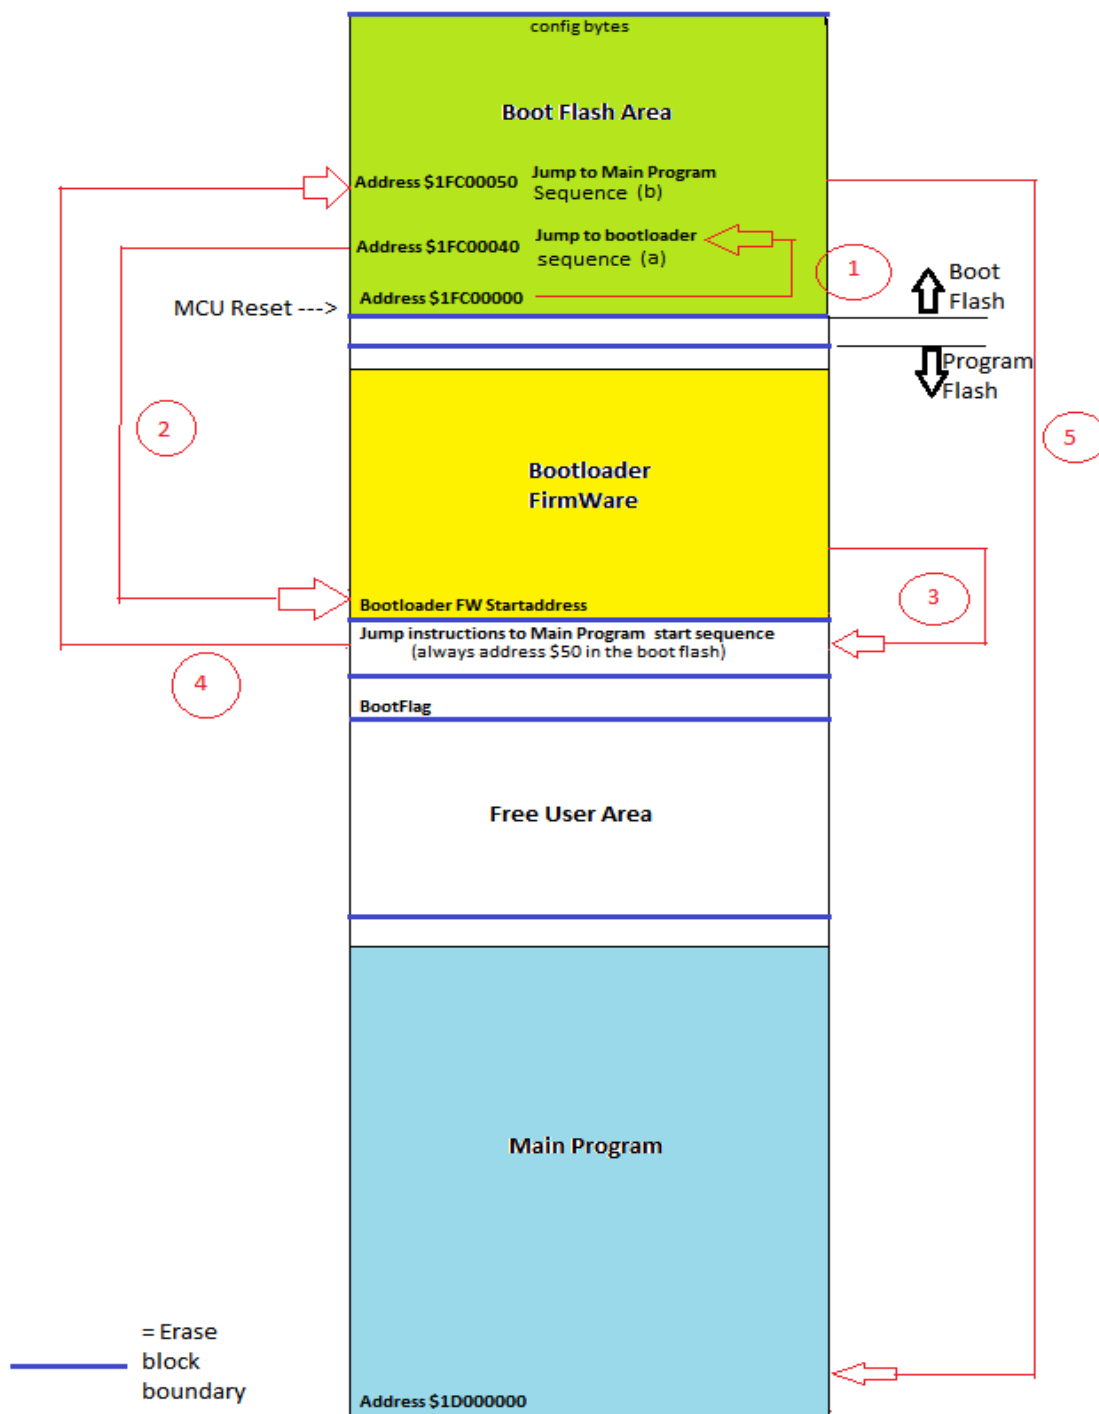 config bytes
Boot Flash Area
Address $1FC00050 Jump to Main Program
Sequence (b)
Address $1FC00040 Jump to bootloader
sequence (a)
1
Boot
Flash
Address $1FC00000
MCU Reset --->
Program
Flash
2
5
Bootloader
FirmWare
3
Bootloader FW Startaddress
Jump instructions to Main Program start sequence
(always address $50 in the boot flash)
4
BootFlag
Free User Area
Main Program
= Erase
block
boundary
Address $1D000000